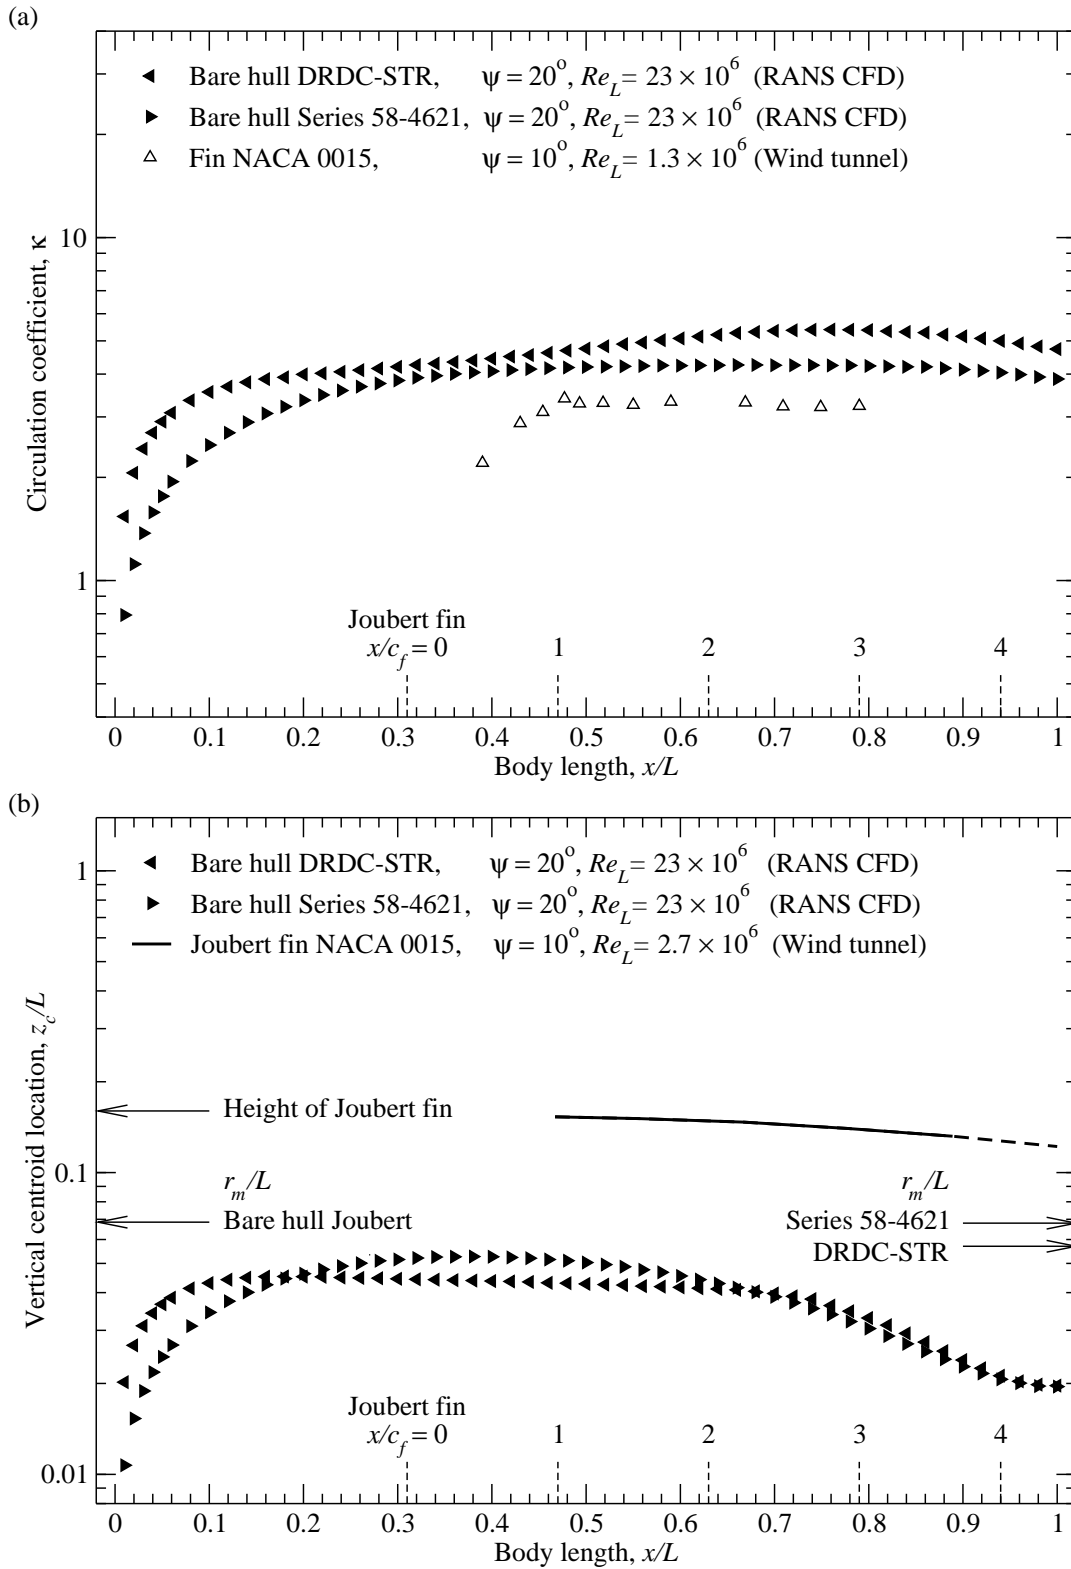 (a)
Bare hull DRDC-STR, ψ = 20°, Re_L = 23 × 10^6 (RANS CFD)
Bare hull Series 58-4621, ψ = 20°, Re_L = 23 × 10^6 (RANS CFD)
Fin NACA 0015, ψ = 10°, Re_L = 1.3 × 10^6 (Wind tunnel)
10
1
Circulation coefficient, κ
Joubert fin
x/c_f = 0 1 2 3 4
0 0.1 0.2 0.3 0.4 0.5 0.6 0.7 0.8 0.9 1
Body length, x/L
(b)
Bare hull DRDC-STR, ψ = 20°, Re_L = 23 × 10^6 (RANS CFD)
Bare hull Series 58-4621, ψ = 20°, Re_L = 23 × 10^6 (RANS CFD)
Joubert fin NACA 0015, ψ = 10°, Re_L = 2.7 × 10^6 (Wind tunnel)
1
0.1
0.01
Vertical centroid location, z_c/L
Height of Joubert fin
r_m/L
Bare hull Joubert
r_m/L
Series 58-4621
DRDC-STR
Joubert fin
x/c_f = 0 1 2 3 4
0 0.1 0.2 0.3 0.4 0.5 0.6 0.7 0.8 0.9 1
Body length, x/L